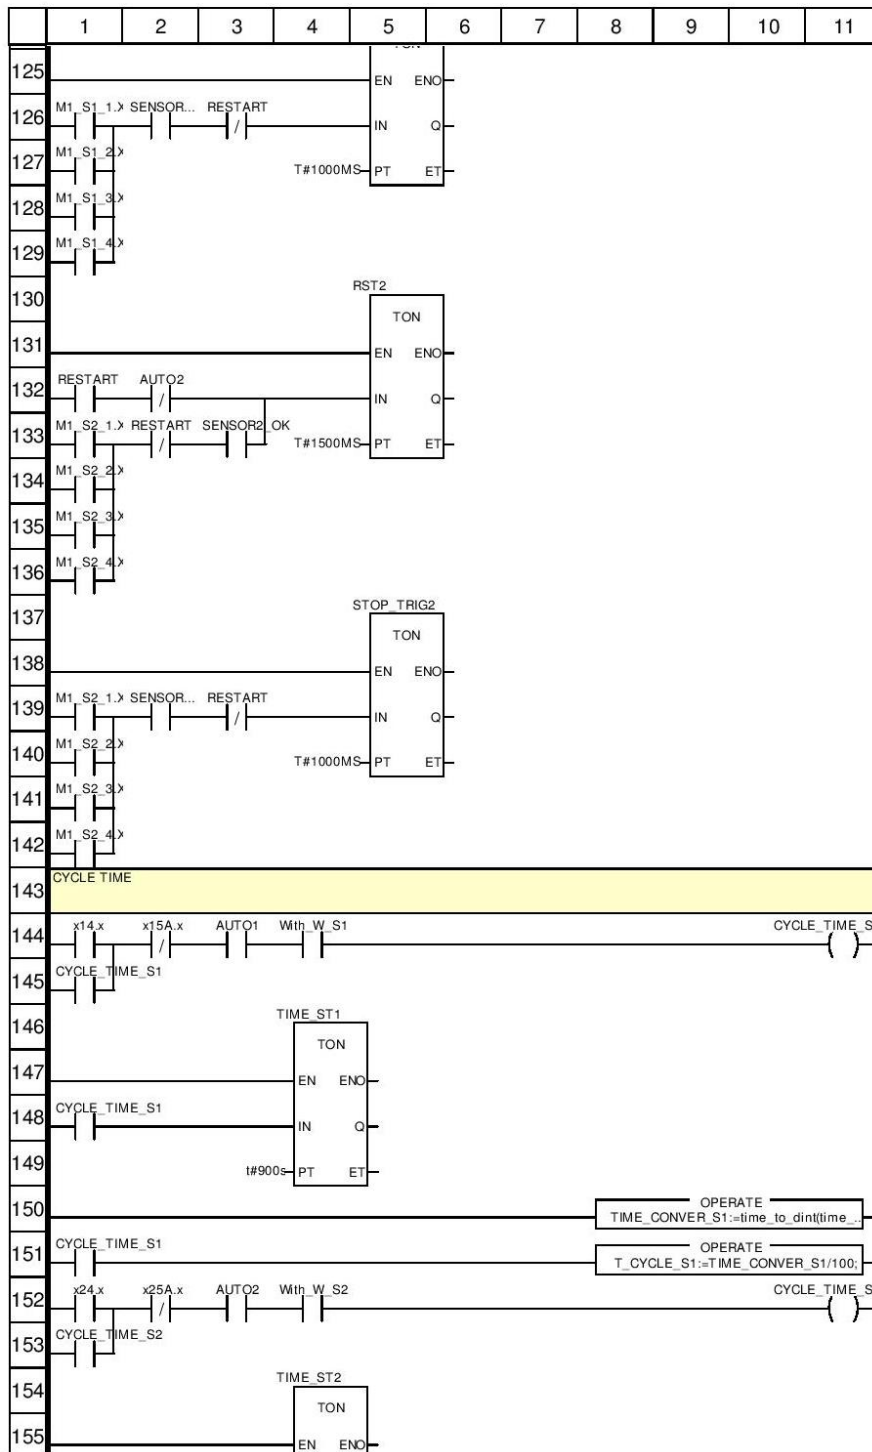 1 2 3 4 5 6 7 8 9 10 11
125
EN ENO
M1_S1_1.X SENSOR... RESTART
126
IN Q
M1_S1_2.X
127
T#1000MS PT ET
M1_S1_3.X
128
M1_S1_4.X
129
RST2
130
TON
131
EN ENO
RESTART AUTO2
132
IN Q
M1_S2_1.X RESTART SENSOR2_OK
133
T#1500MS PT ET
M1_S2_2.X
134
M1_S2_3.X
135
M1_S2_4.X
136
STOP_TRIG2
137
TON
138
EN ENO
M1_S2_1.X SENSOR... RESTART
139
IN Q
M1_S2_2.X
140
T#1000MS PT ET
M1_S2_3.X
141
M1_S2_4.X
142
CYCLE TIME
143
x14.x x15A.x AUTO1 With_W_S1 CYCLE_TIME_S
144
CYCLE_TIME_S1
145
TIME_ST1
146
TON
147
EN ENO
CYCLE_TIME_S1
148
IN Q
149
t#900s PT ET
OPERATE
150
TIME_CONVER_S1:=time_to_dint(time_...
CYCLE_TIME_S1 OPERATE
151
T_CYCLE_S1:=TIME_CONVER_S1/100;
x24.x x25A.x AUTO2 With_W_S2 CYCLE_TIME_S
152
CYCLE_TIME_S2
153
TIME_ST2
154
TON
155
EN ENO